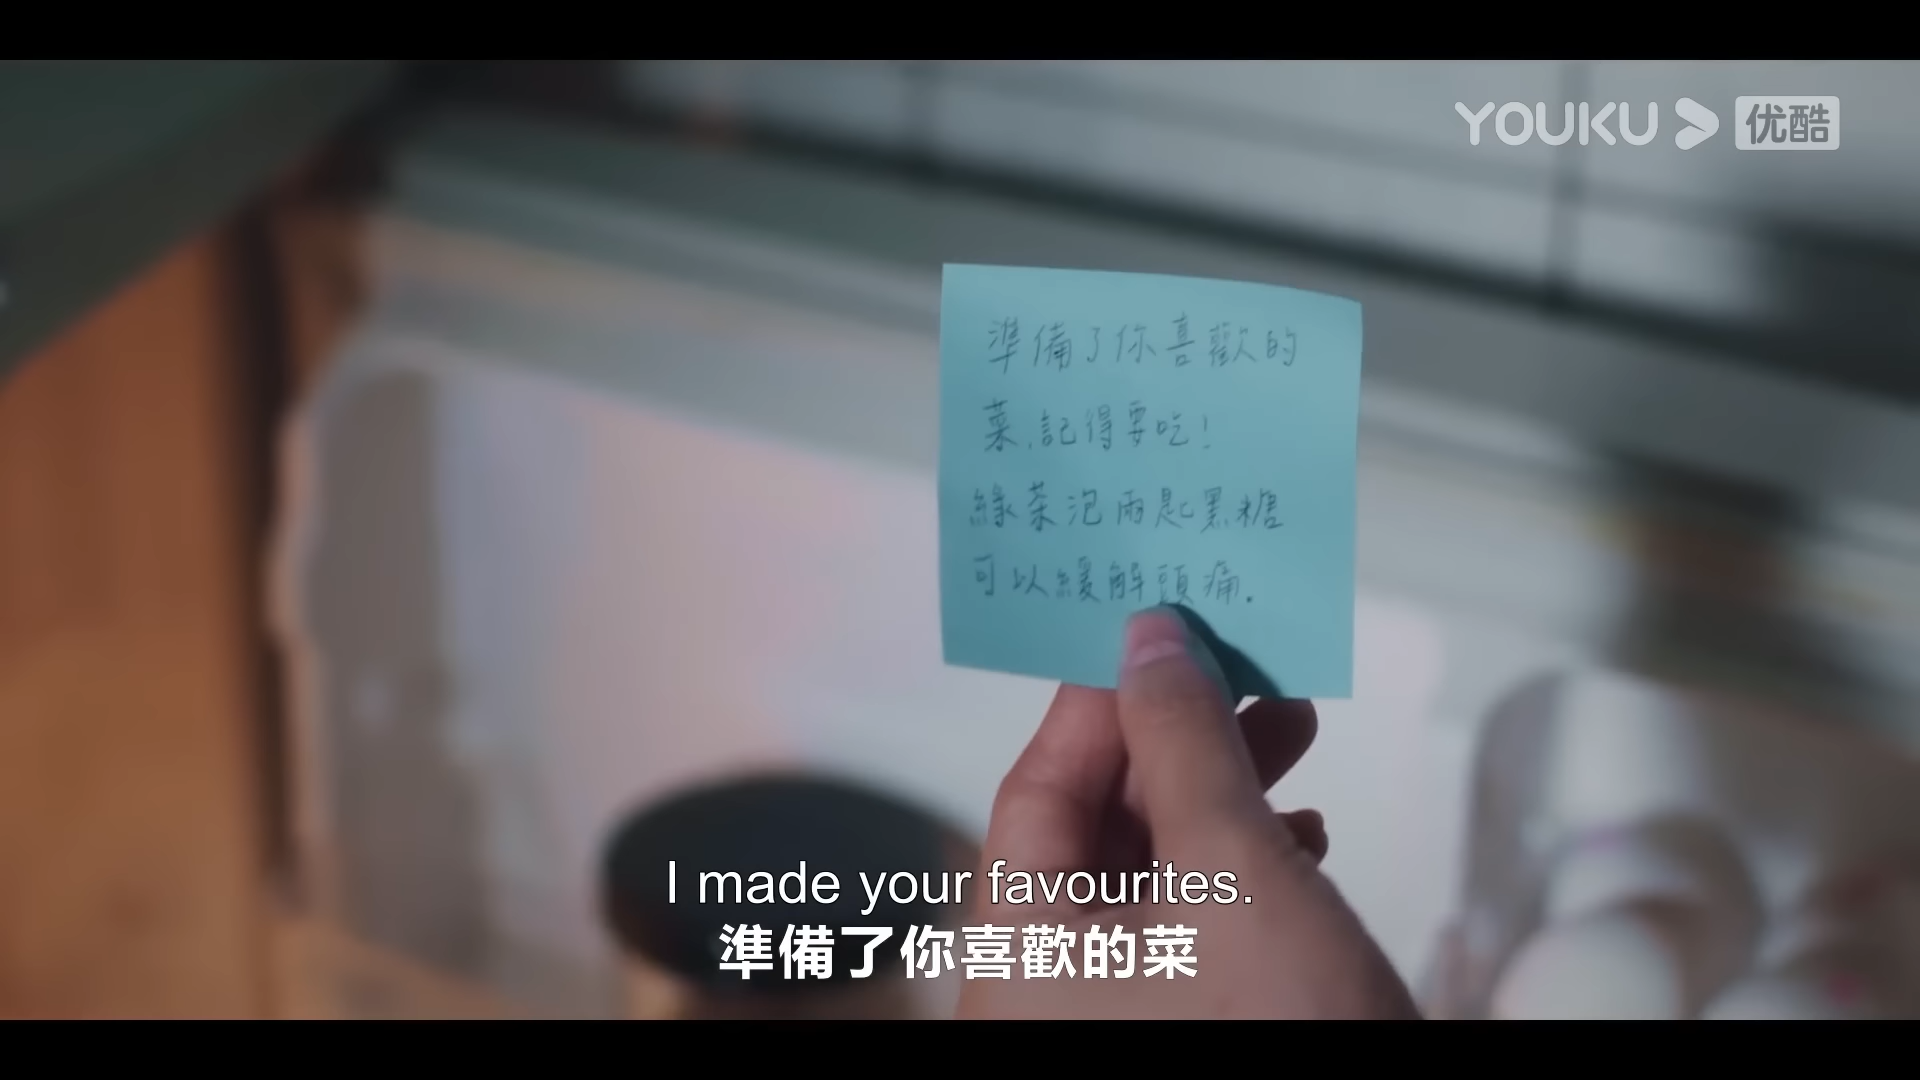 YOUKU 优酷
準備了你喜歡的
菜,記得要吃!
綠茶泡兩匙黑糖
可以緩解頭痛.
I made your favourites.
準備了你喜歡的菜